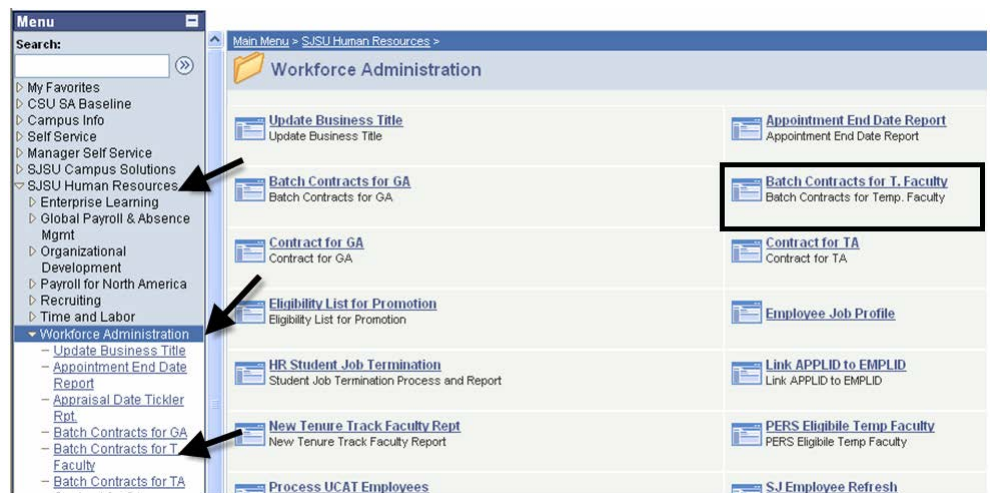 Menu
Search:
My Favorites
CSU SA Baseline
Campus Info
Self Service
Manager Self Service
SJSU Campus Solutions
SJSU Human Resources
Enterprise Learning
Global Payroll & Absence
Mgmt
Organizational
Development
Payroll for North America
Recruiting
Time and Labor
Workforce Administration
– Update Business Title
– Appointment End Date
Report
– Appraisal Date Tickler
Rpt.
– Batch Contracts for GA
– Batch Contracts for T.
Faculty
– Batch Contracts for TA
Main Menu > SJSU Human Resources >
Workforce Administration
Update Business Title
Update Business Title
Appointment End Date Report
Appointment End Date Report
Batch Contracts for GA
Batch Contracts for GA
Batch Contracts for T. Faculty
Batch Contracts for Temp. Faculty
Contract for GA
Contract for GA
Contract for TA
Contract for TA
Eligibility List for Promotion
Eligibility List for Promotion
Employee Job Profile
HR Student Job Termination
Student Job Termination Process and Report
Link APPLID to EMPLID
Link APPLID to EMPLID
New Tenure Track Faculty Rept
New Tenure Track Faculty Report
PERS Eligibile Temp Faculty
PERS Eligibile Temp Faculty
Process UCAT Employees
SJ Employee Refresh